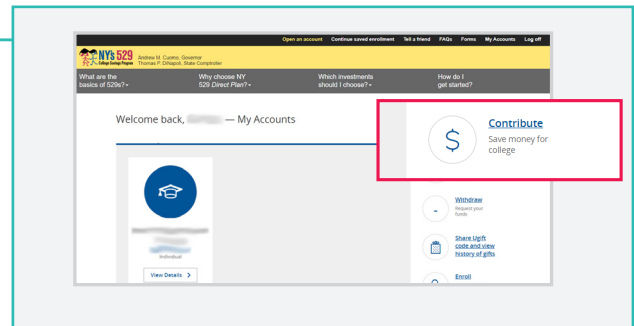 Open an account Continue saved enrollment Tell a friend FAQs Forms My Accounts Log off
NY's 529
College Savings Program
Andrew M. Cuomo, Governor
Thomas P. DiNapoli, State Comptroller
What are the
basics of 529s?
Why choose NY
529 Direct Plan?
Which investments
should I choose?
How do I
get started?
Welcome back, — My Accounts
Contribute
Save money for
college
Withdraw
Request your
funds
Share Ugift
code and view
history of gifts
Enroll
Individual
View Details >